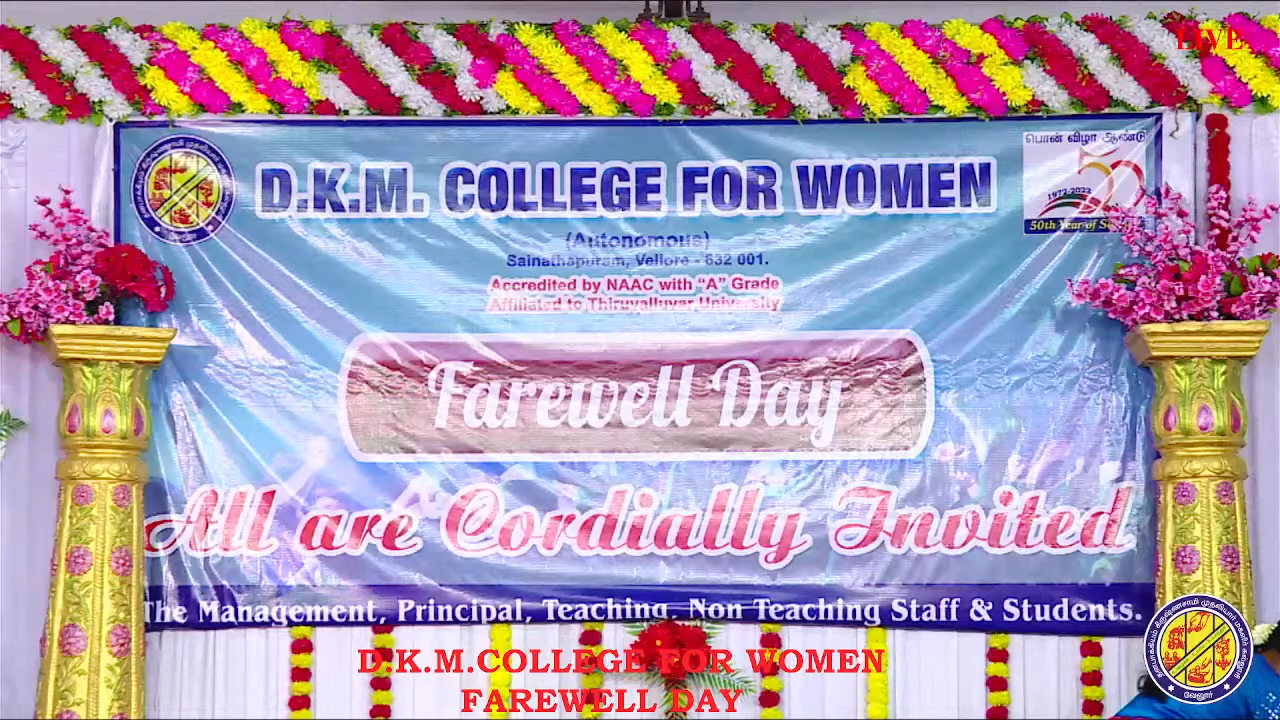 LIVE
பொன் விழா ஆண்டு
50
1972-2022
50th Year of
D.K.M. COLLEGE FOR WOMEN
(Autonomous)
Sainathapuram, Vellore - 632 001.
Accredited by NAAC with “A” Grade
Affiliated to Thiruvalluvar University
Farewell Day
All are Cordially Invited
The Management, Principal, Teaching, Non Teaching Staff & Students.
D.K.M.COLLEGE FOR WOMEN
FAREWELL DAY
வேலூர்